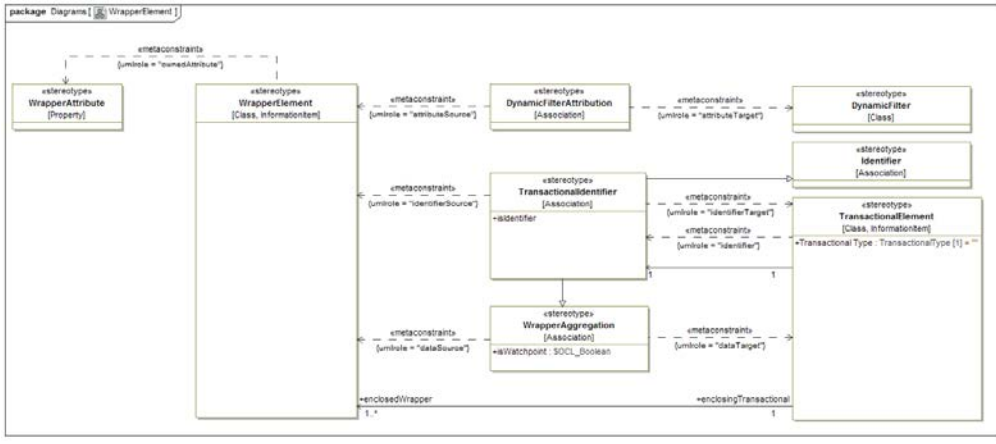 package Diagrams [ WrapperElement ]
«metaconstraint»
{umlrole = "ownedAttribute"}
«stereotype»
WrapperAttribute
[Property]
«stereotype»
WrapperElement
[Class, InformationItem]
«metaconstraint»
{umlrole = "attributeSource"}
«stereotype»
DynamicFilterAttribution
[Association]
«metaconstraint»
{umlrole = "attributeTarget"}
«stereotype»
DynamicFilter
[Class]
«stereotype»
Identifier
[Association]
«metaconstraint»
{umlrole = "identifierSource"}
«stereotype»
TransactionalIdentifier
[Association]
+isIdentifier
«metaconstraint»
{umlrole = "identifierTarget"}
«metaconstraint»
{umlrole = "identifier"}
1
1
«stereotype»
TransactionalElement
[Class, InformationItem]
+Transactional Type : TransactionalType [1] = ""
«metaconstraint»
{umlrole = "dataSource"}
«stereotype»
WrapperAggregation
[Association]
+isWatchpoint : SOCL_Boolean
«metaconstraint»
{umlrole = "dataTarget"}
+enclosedWrapper
1..*
+enclosingTransactional
1